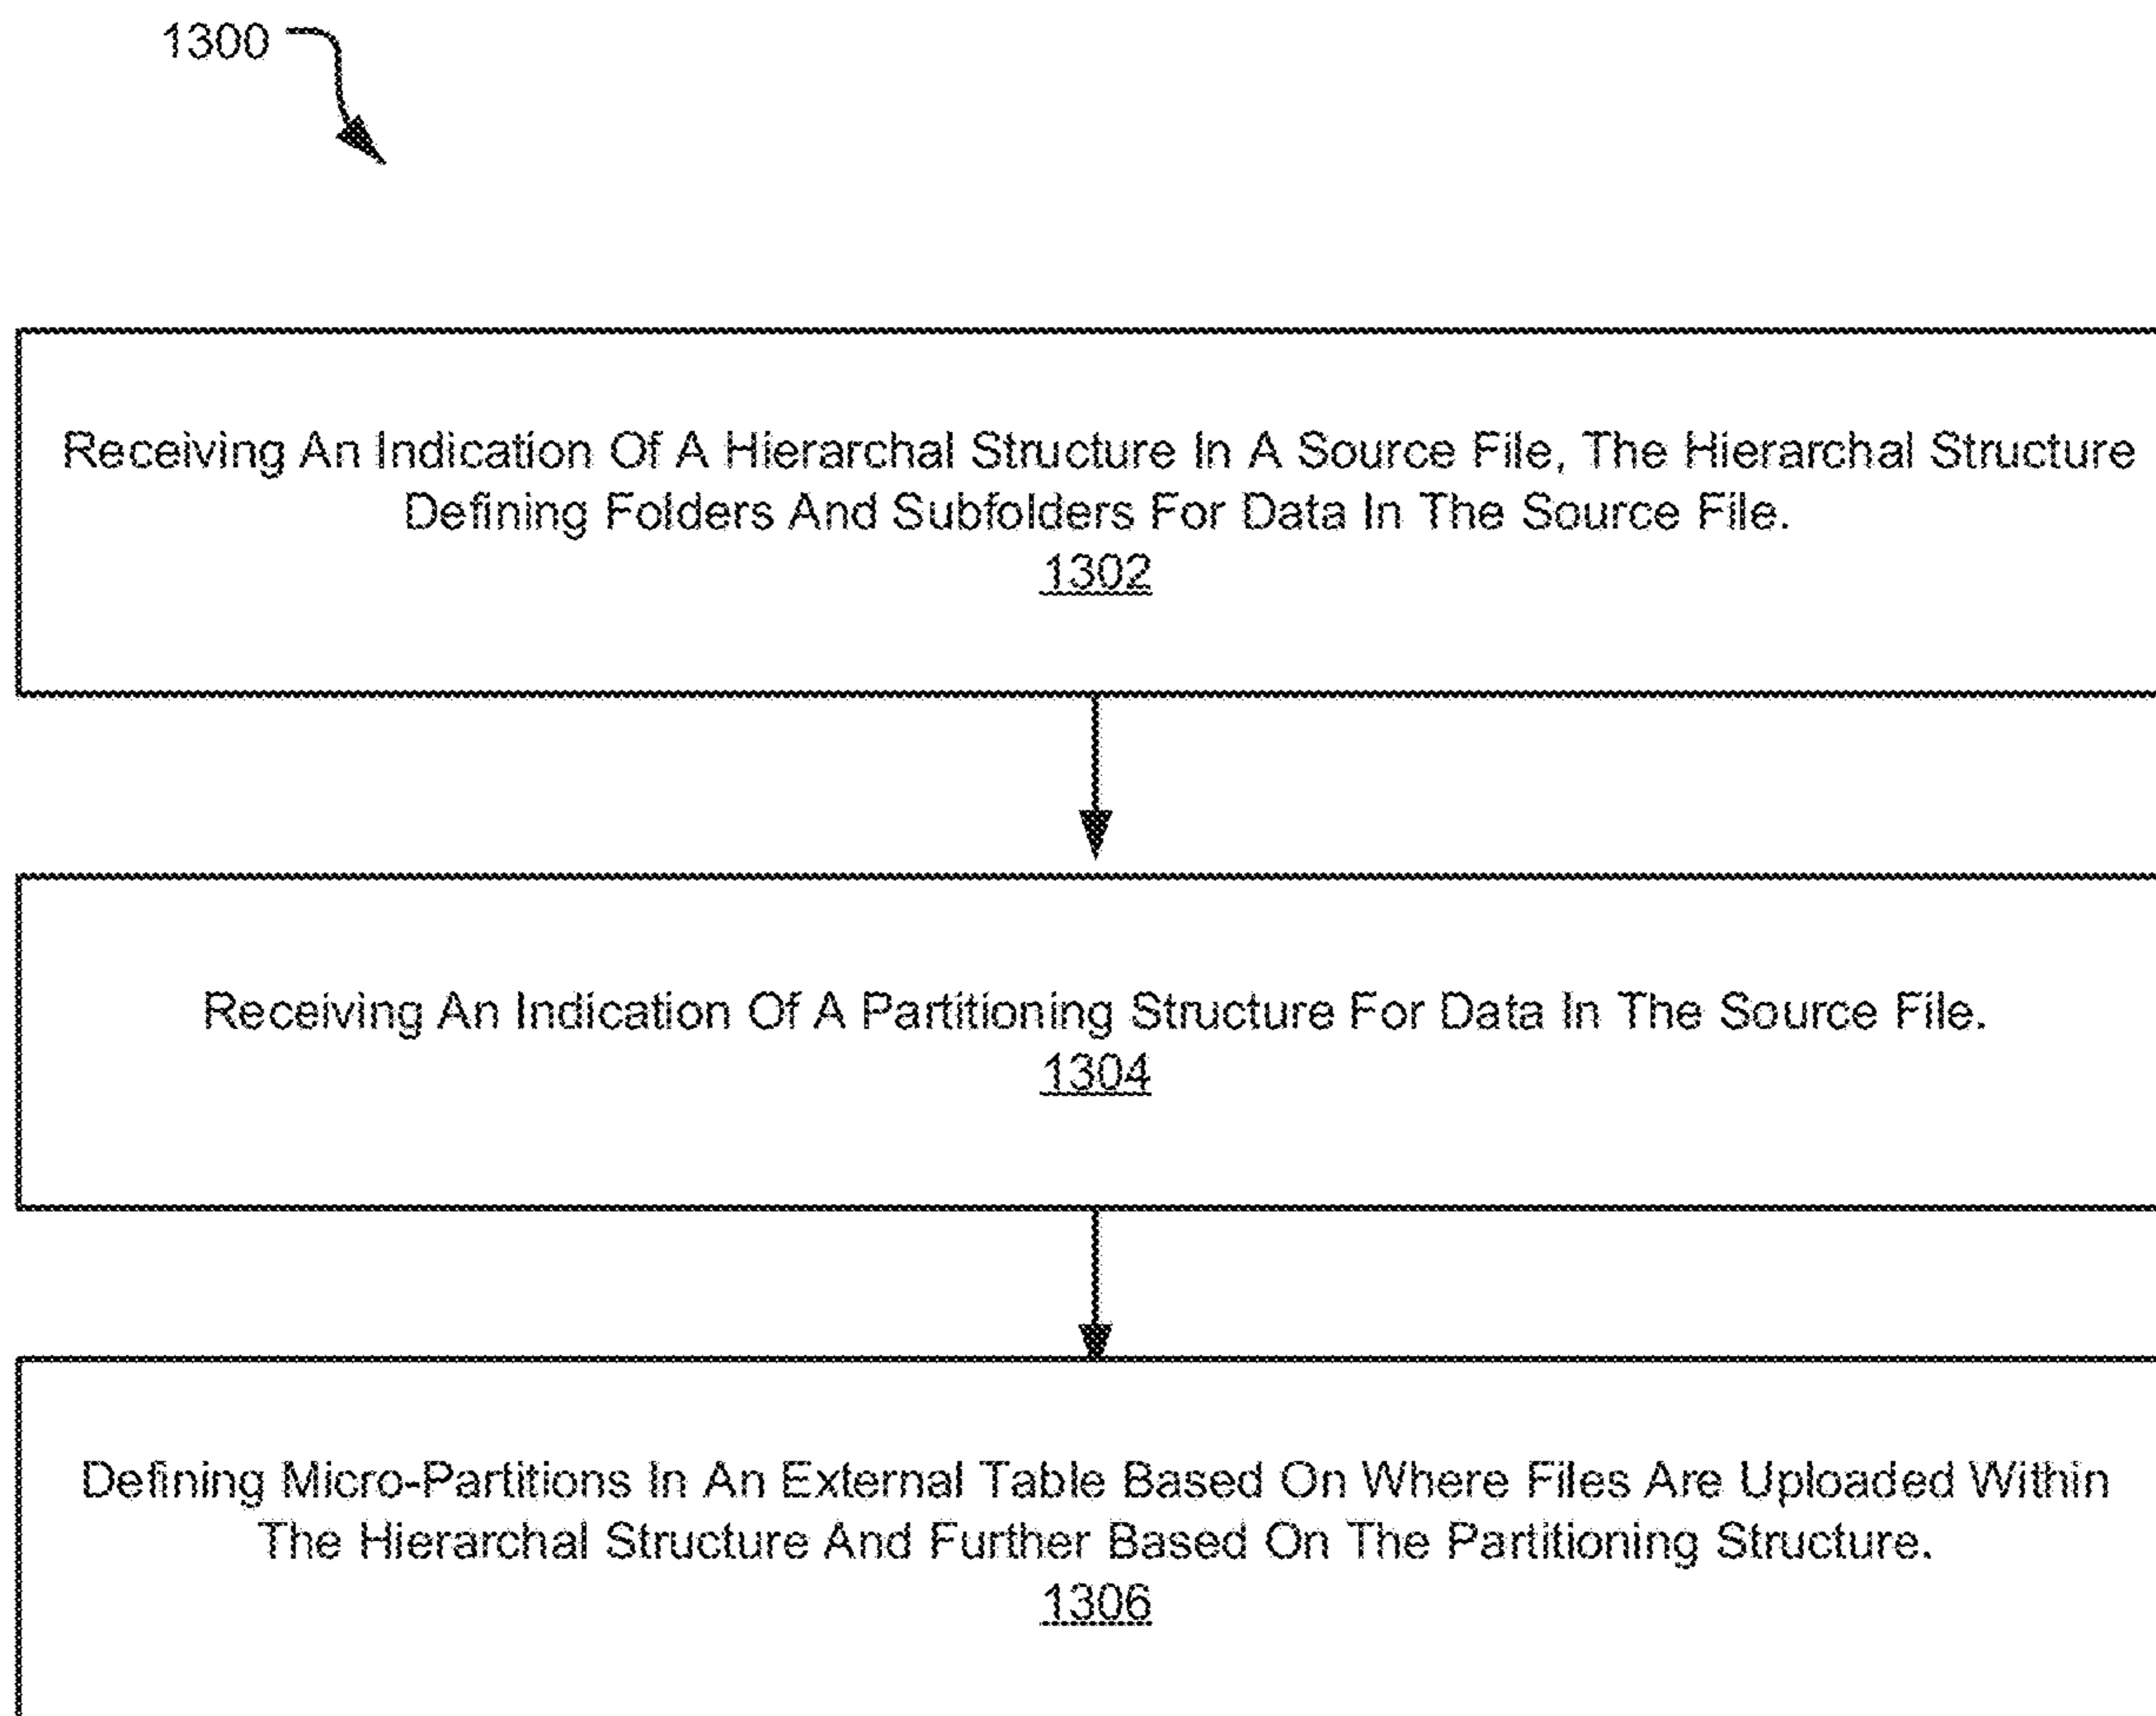 1300
Receiving An Indication Of A Hierarchal Structure In A Source File, The Hierarchal Structure
Defining Folders And Subfolders For Data In The Source File.
1302
Receiving An Indication Of A Partitioning Structure For Data In The Source File.
1304
Defining Micro-Partitions In An External Table Based On Where Files Are Uploaded Within
The Hierarchal Structure And Further Based On The Partitioning Structure.
1306